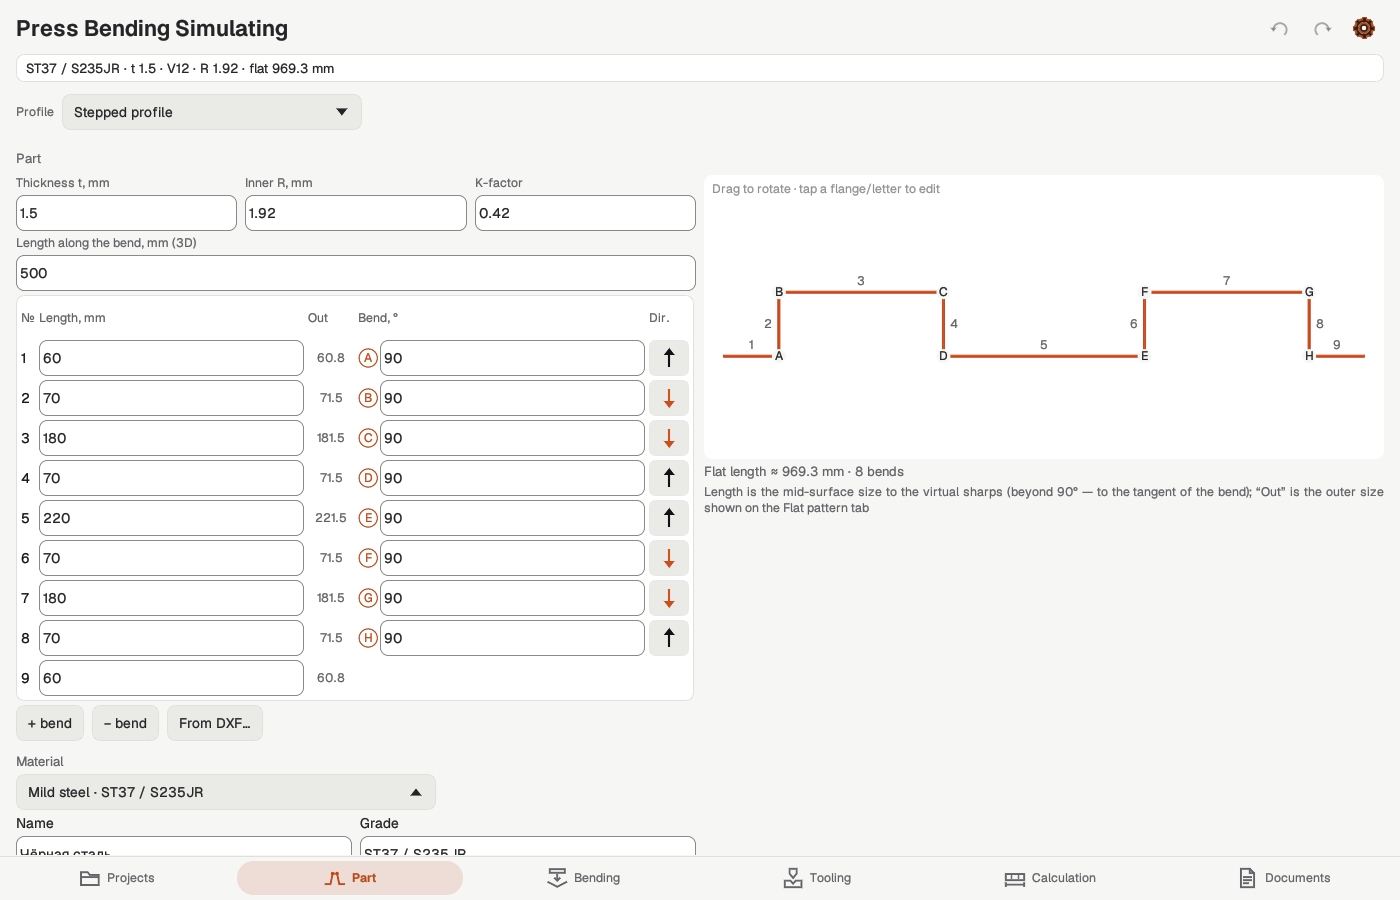 Press Bending Simulating
ST37 / S235JR · t 1.5 · V12 · R 1.92 · flat 969.3 mm
Profile
Stepped profile
Part
Thickness t, mm
Inner R, mm
K-factor
1.5
1.92
0.42
Length along the bend, mm (3D)
500
№ Length, mm Out Bend, ° Dir.
1 60 60.8 A 90
2 70 71.5 B 90
3 180 181.5 C 90
4 70 71.5 D 90
5 220 221.5 E 90
6 70 71.5 F 90
7 180 181.5 G 90
8 70 71.5 H 90
9 60 60.8
+ bend
− bend
From DXF...
Material
Mild steel · ST37 / S235JR
Name
Grade
Чёрная сталь
ST37 / S235JR
Drag to rotate · tap a flange/letter to edit
3
7
B
C
F
G
2
4
6
8
1
5
9
A
D
E
H
Flat length ≈ 969.3 mm · 8 bends
Length is the mid-surface size to the virtual sharps (beyond 90° — to the tangent of the bend); “Out” is the outer size
shown on the Flat pattern tab
Projects
Part
Bending
Tooling
Calculation
Documents